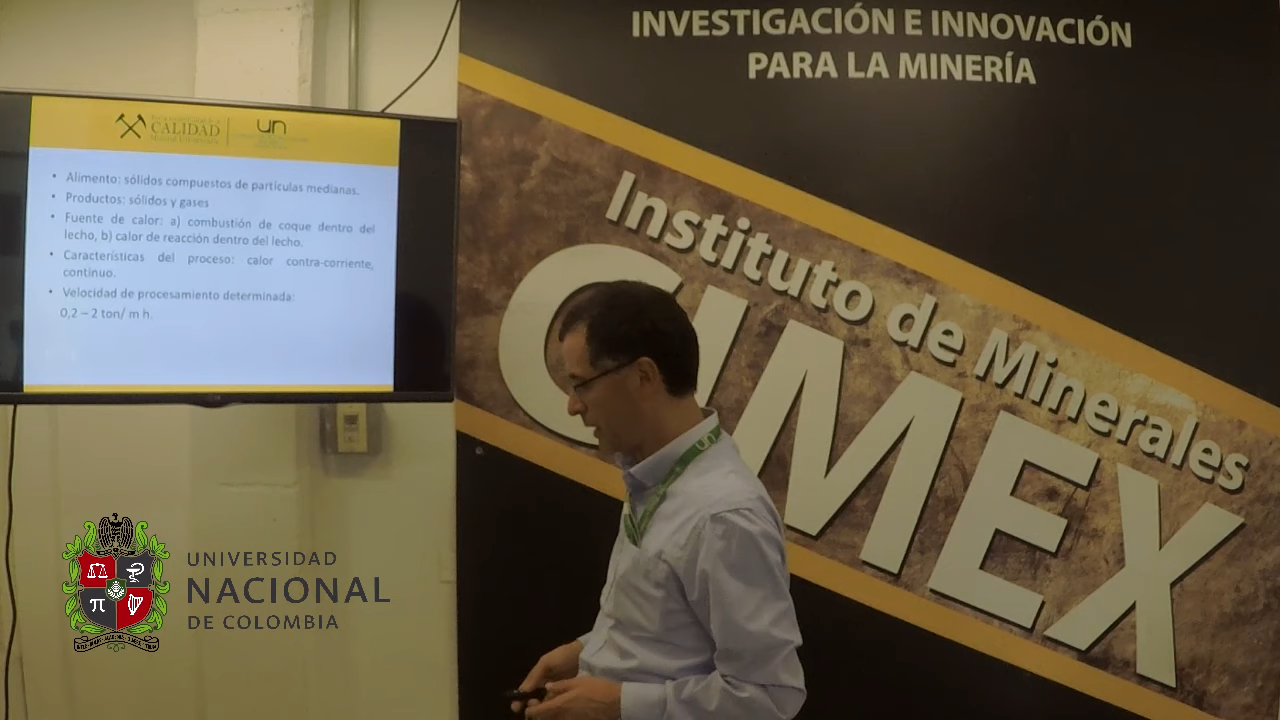 INVESTIGACIÓN E INNOVACIÓN
PARA LA MINERÍA
Instituto de Minerales
CIMEX
CALIDAD
un
• Alimento: sólidos compuestos de partículas medianas.
• Productos: sólidos y gases
• Fuente de calor: a) combustión de coque dentro del
lecho, b) calor de reacción dentro del lecho.
• Características del proceso: calor contra-corriente,
continuo.
• Velocidad de procesamiento determinada:
0,2 – 2 ton/ m h.
un
UNIVERSIDAD
NACIONAL
DE COLOMBIA